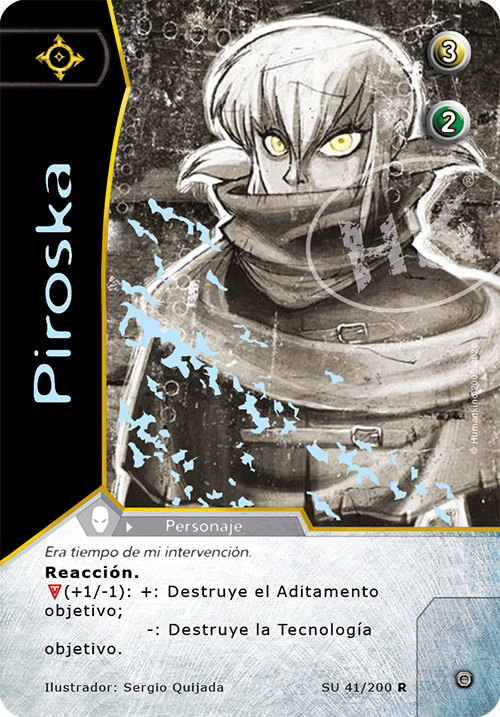 3
2
Piroska
HK
®
Personaje
Era tiempo de mi intervención.
Reacción.
(+1/-1): +: Destruye el Aditamento
objetivo;
-: Destruye la Tecnología
objetivo.
Ilustrador: Sergio Quijada
SU 41/200 R